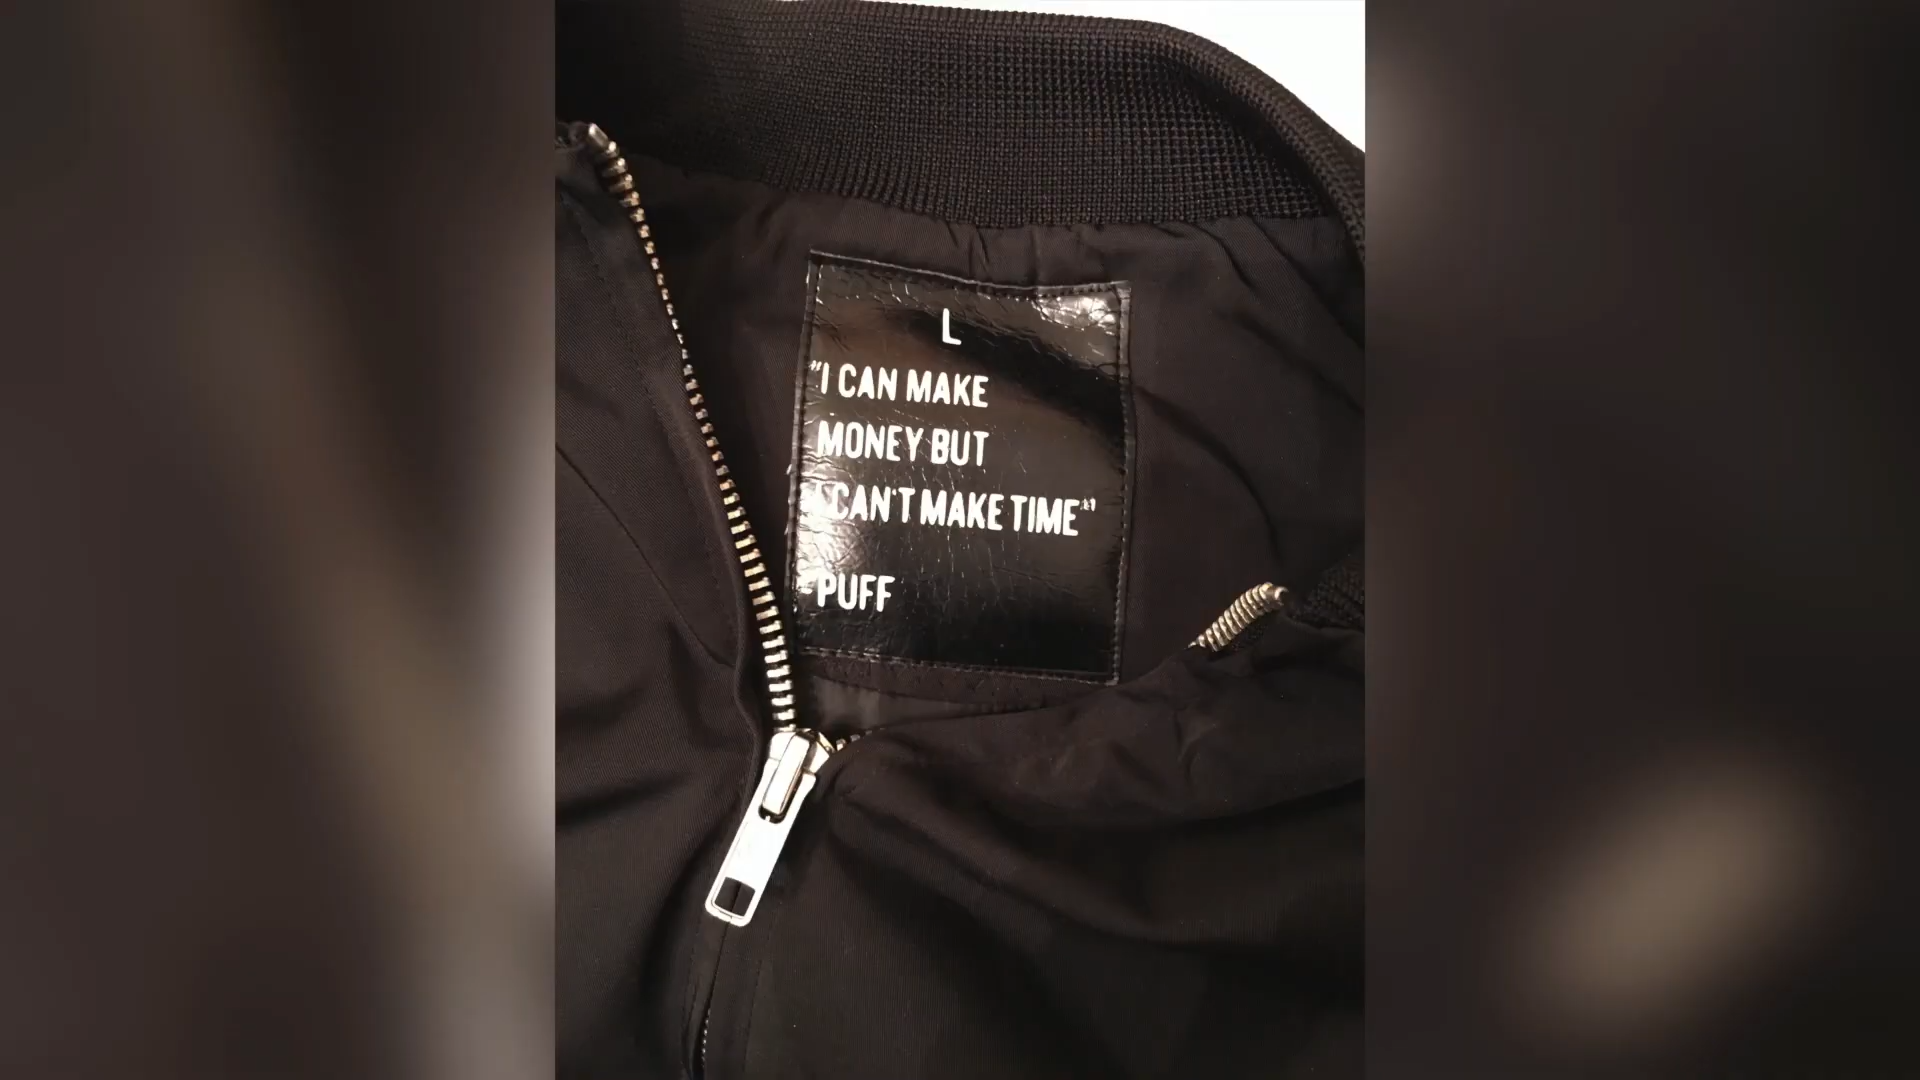 L
"I CAN MAKE
MONEY BUT
I CAN'T MAKE TIME"
-PUFF